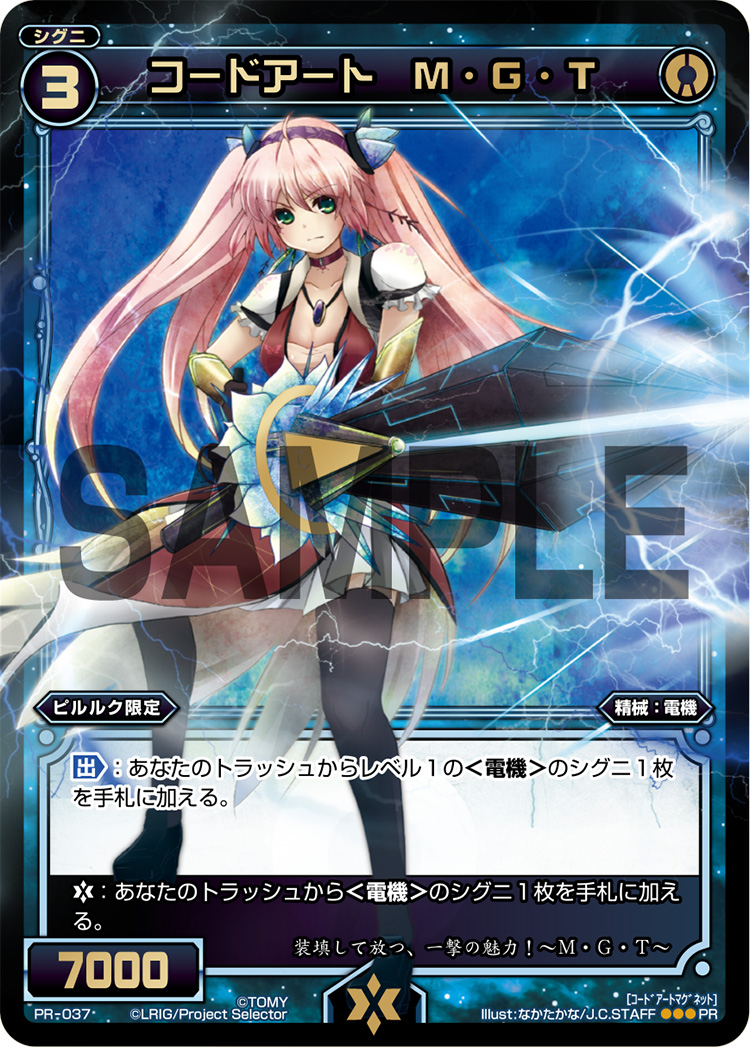 シグニ
3 コードアート M・G・T
SAMPLE
ピルルク限定 精械:電機
出:あなたのトラッシュからレベル1の<電機>のシグニ1枚
を手札に加える。
:あなたのトラッシュから<電機>のシグニ1枚を手札に加え
る。
装填して放つ、一撃の魅力!~M・G・T~
7000
PR-037 ©LRIG/Project Selector
©TOMY
[コードアートマグネット]
Illust:なかたかな/J.C.STAFF PR